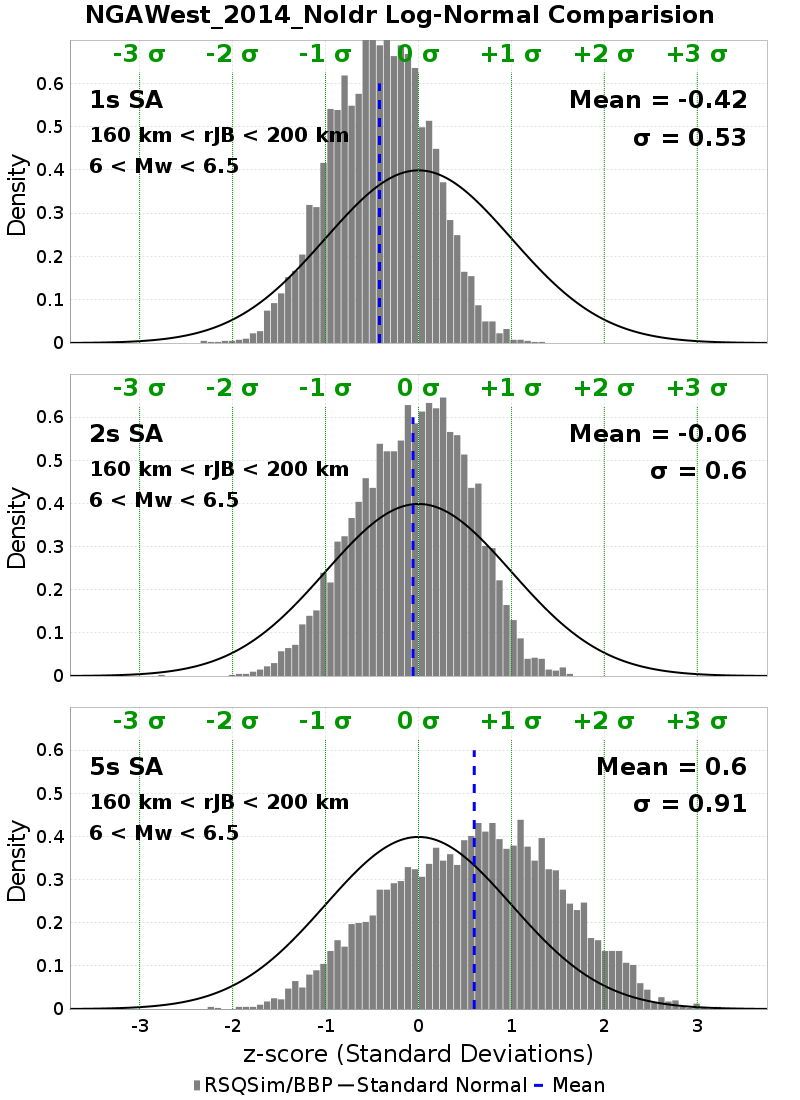 NGAWest_2014_NoIdr Log-Normal Comparision
-3 σ -2 σ -1 σ 0 σ +1 σ +2 σ +3 σ
1s SA
Mean = -0.42
160 km < rJB < 200 km
σ = 0.53
6 < Mw < 6.5
Density
0.6
0.5
0.4
0.3
0.2
0.1
0
-3 σ -2 σ -1 σ 0 σ +1 σ +2 σ +3 σ
2s SA
Mean = -0.06
160 km < rJB < 200 km
σ = 0.6
6 < Mw < 6.5
Density
0.6
0.5
0.4
0.3
0.2
0.1
0
-3 σ -2 σ -1 σ 0 σ +1 σ +2 σ +3 σ
5s SA
Mean = 0.6
160 km < rJB < 200 km
σ = 0.91
6 < Mw < 6.5
Density
0.6
0.5
0.4
0.3
0.2
0.1
0
-3 -2 -1 0 1 2 3
z-score (Standard Deviations)
RSQSim/BBP Standard Normal Mean